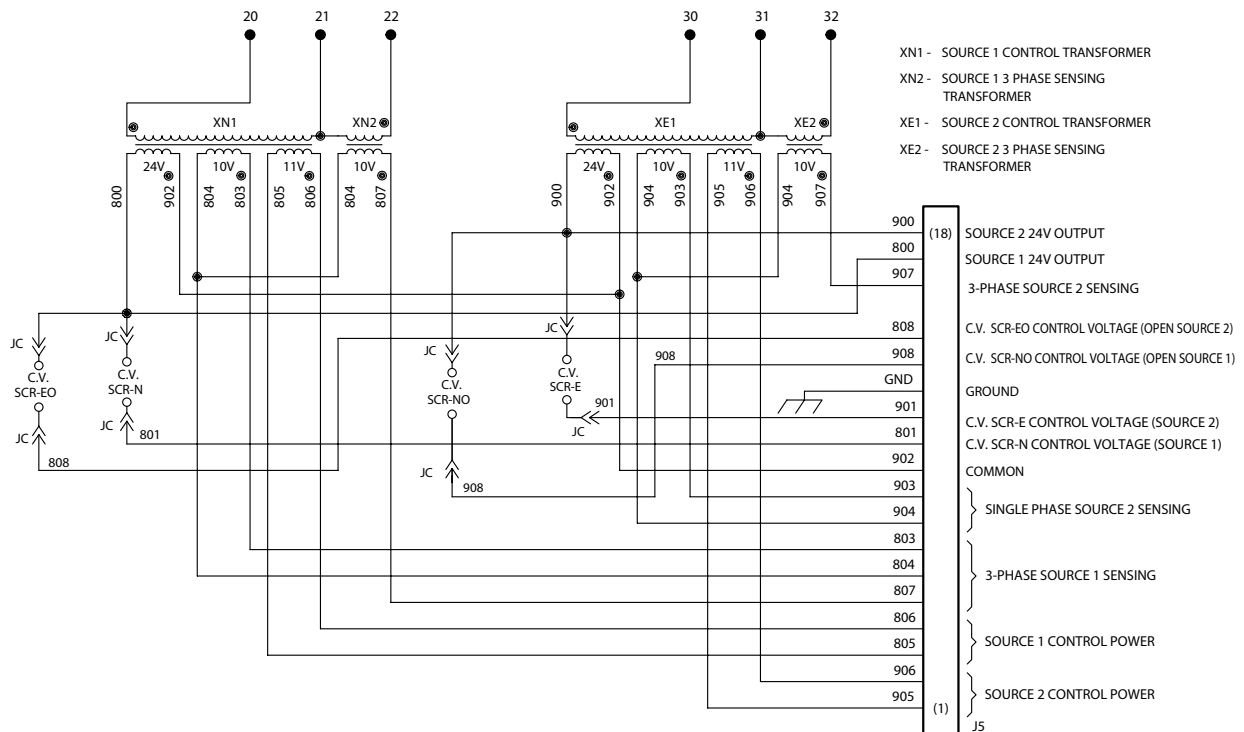 20 21 22 30 31 32
XN1 - SOURCE 1 CONTROL TRANSFORMER
XN2 - SOURCE 1 3 PHASE SENSING
TRANSFORMER
XE1 - SOURCE 2 CONTROL TRANSFORMER
XE2 - SOURCE 2 3 PHASE SENSING
TRANSFORMER
XN1 XN2 XE1 XE2
24V 10V 11V 10V 24V 10V 11V 10V
800 902 804 803 805 806 804 807 900 902 904 903 905 906 904 907
900 (18) SOURCE 2 24V OUTPUT
800 SOURCE 1 24V OUTPUT
907 3-PHASE SOURCE 2 SENSING
808 C.V. SCR-EO CONTROL VOLTAGE (OPEN SOURCE 2)
908 908 C.V. SCR-NO CONTROL VOLTAGE (OPEN SOURCE 1)
GND GROUND
901 901 C.V. SCR-E CONTROL VOLTAGE (SOURCE 2)
801 801 C.V. SCR-N CONTROL VOLTAGE (SOURCE 1)
902 COMMON
903
904 SINGLE PHASE SOURCE 2 SENSING
803
804 3-PHASE SOURCE 1 SENSING
807
806
805 SOURCE 1 CONTROL POWER
906
905 SOURCE 2 CONTROL POWER
(1)
J5
JC
C.V.
SCR-EO
JC
808
JC
C.V.
SCR-N
JC
JC
C.V.
SCR-NO
JC
908
JC
C.V.
SCR-E
JC